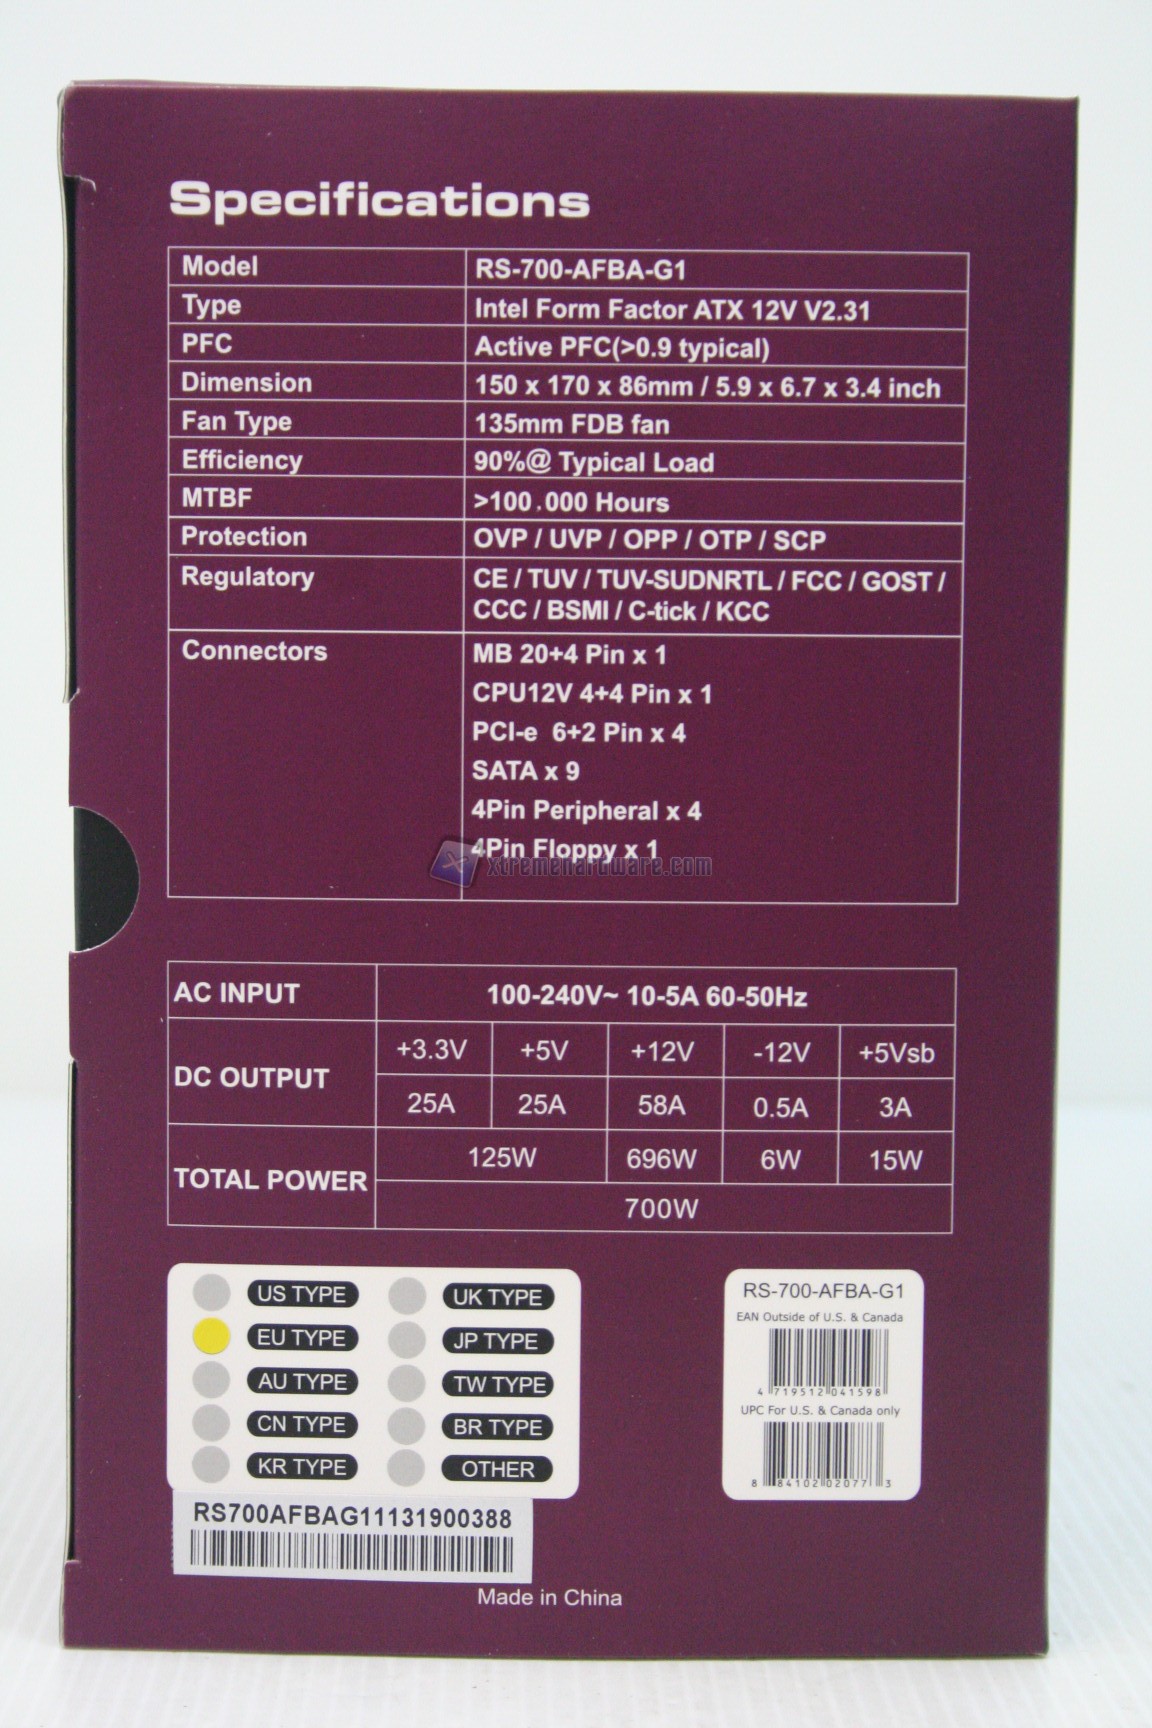 Specifications
Model RS-700-AFBA-G1
Type Intel Form Factor ATX 12V V2.31
PFC Active PFC(>0.9 typical)
Dimension 150 x 170 x 86mm / 5.9 x 6.7 x 3.4 inch
Fan Type 135mm FDB fan
Efficiency 90%@ Typical Load
MTBF >100,000 Hours
Protection OVP / UVP / OPP / OTP / SCP
Regulatory CE / TUV / TUV-SUDNRTL / FCC / GOST /
CCC / BSMI / C-tick / KCC
Connectors MB 20+4 Pin x 1
CPU12V 4+4 Pin x 1
PCI-e 6+2 Pin x 4
SATA x 9
4Pin Peripheral x 4
4Pin Floppy x 1
xtremehardware.com
AC INPUT 100-240V~ 10-5A 60-50Hz
DC OUTPUT +3.3V +5V +12V -12V +5Vsb
25A 25A 58A 0.5A 3A
TOTAL POWER 125W 696W 6W 15W
700W
US TYPE UK TYPE
EU TYPE JP TYPE
AU TYPE TW TYPE
CN TYPE BR TYPE
KR TYPE OTHER
RS-700-AFBA-G1
EAN Outside of U.S. & Canada
4 719512 041598
UPC For U.S. & Canada only
8 84102 02077 3
RS700AFBAG11131900388
Made in China